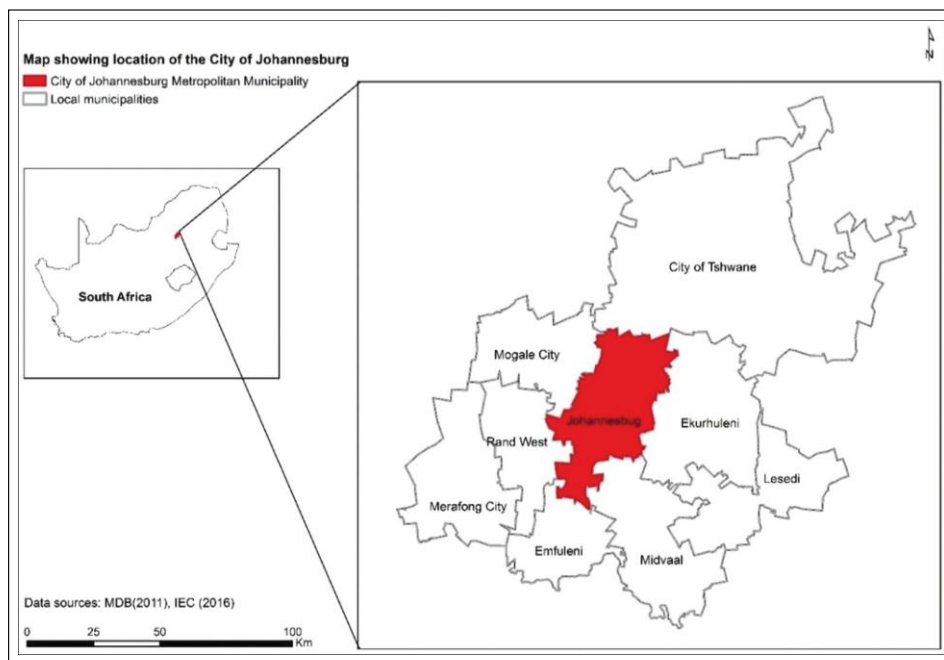 Map showing location of the City of Johannesburg
City of Johannesburg Metropolitan Municipality
Local municipalities
South Africa
City of Tshwane
Mogale City
Johannesbug
Ekurhuleni
Rand West
Lesedi
Merafong City
Emfuleni
Midvaal
Data sources: MDB(2011), IEC (2016)
0 25 50 100
Km